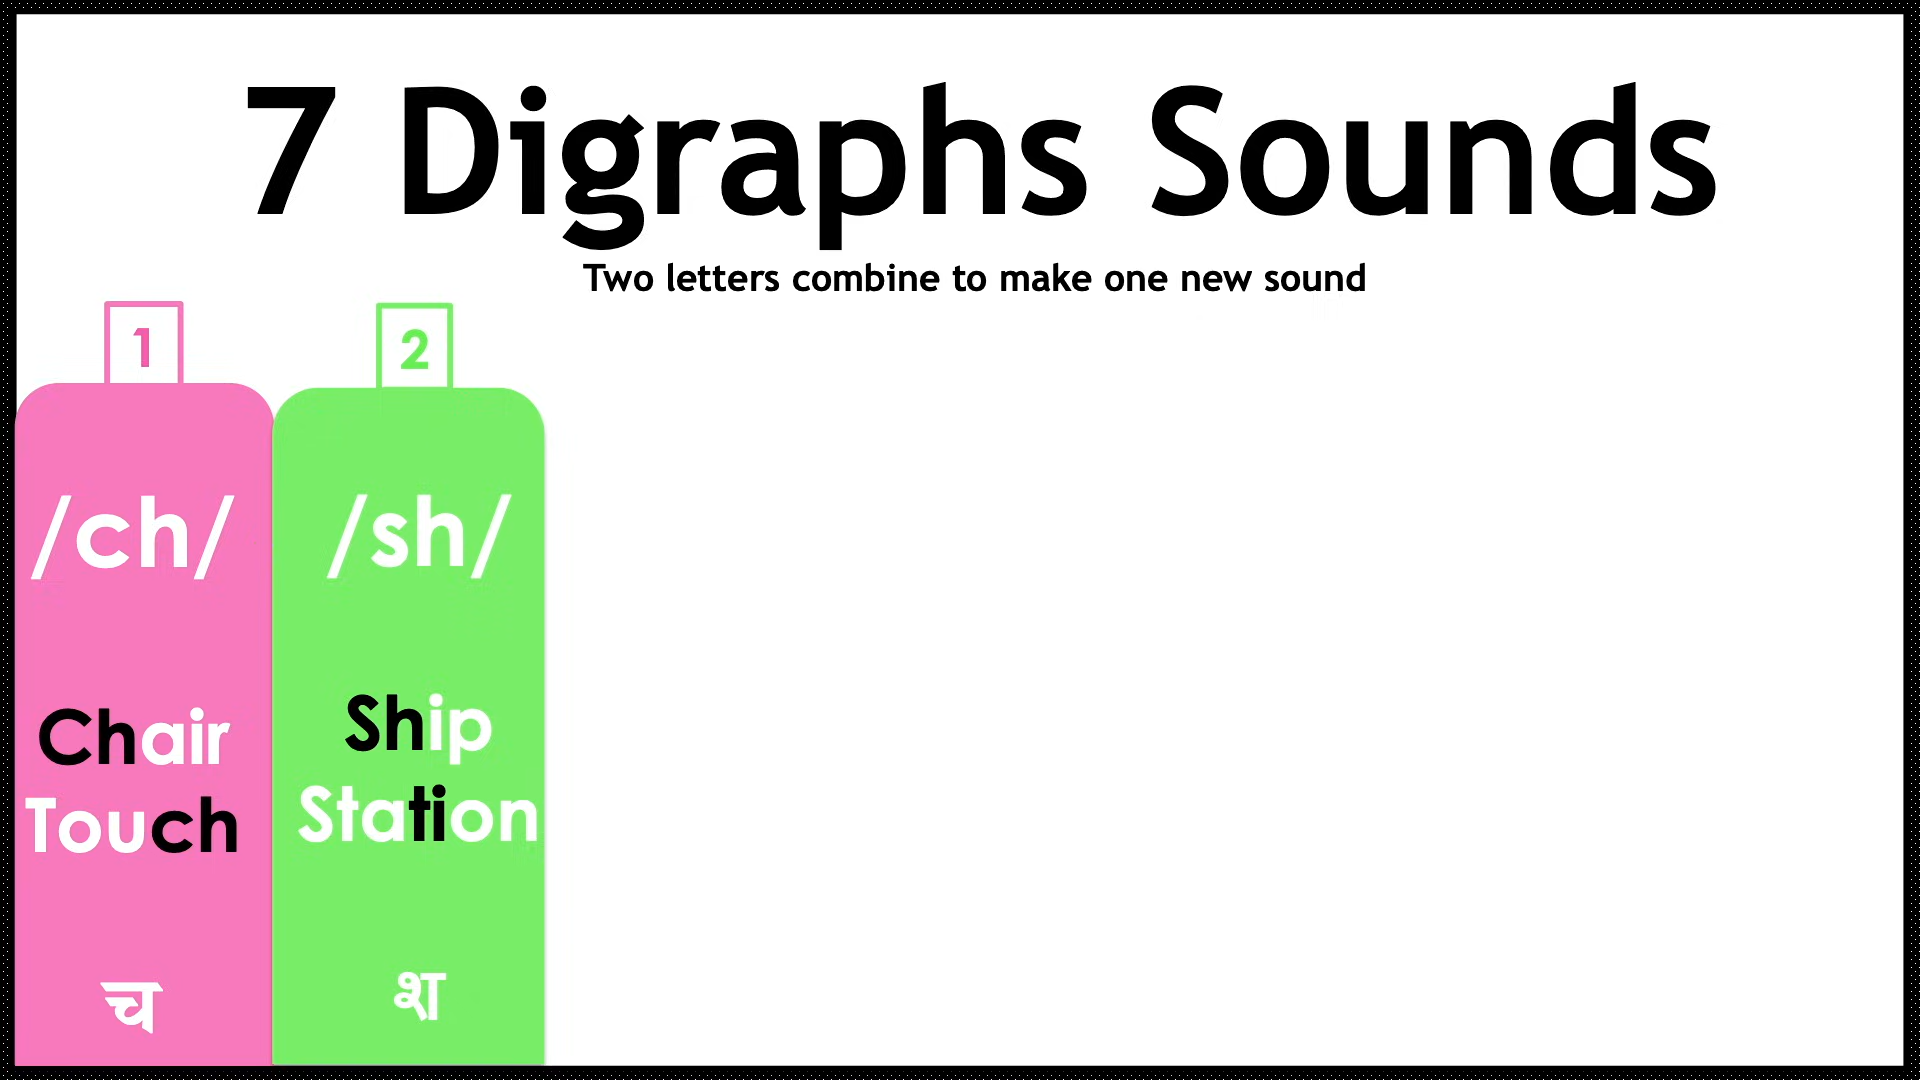 7 Digraphs Sounds
Two letters combine to make one new sound
1
/ch/
Chair
Touch
च
2
/sh/
Ship
Station
श